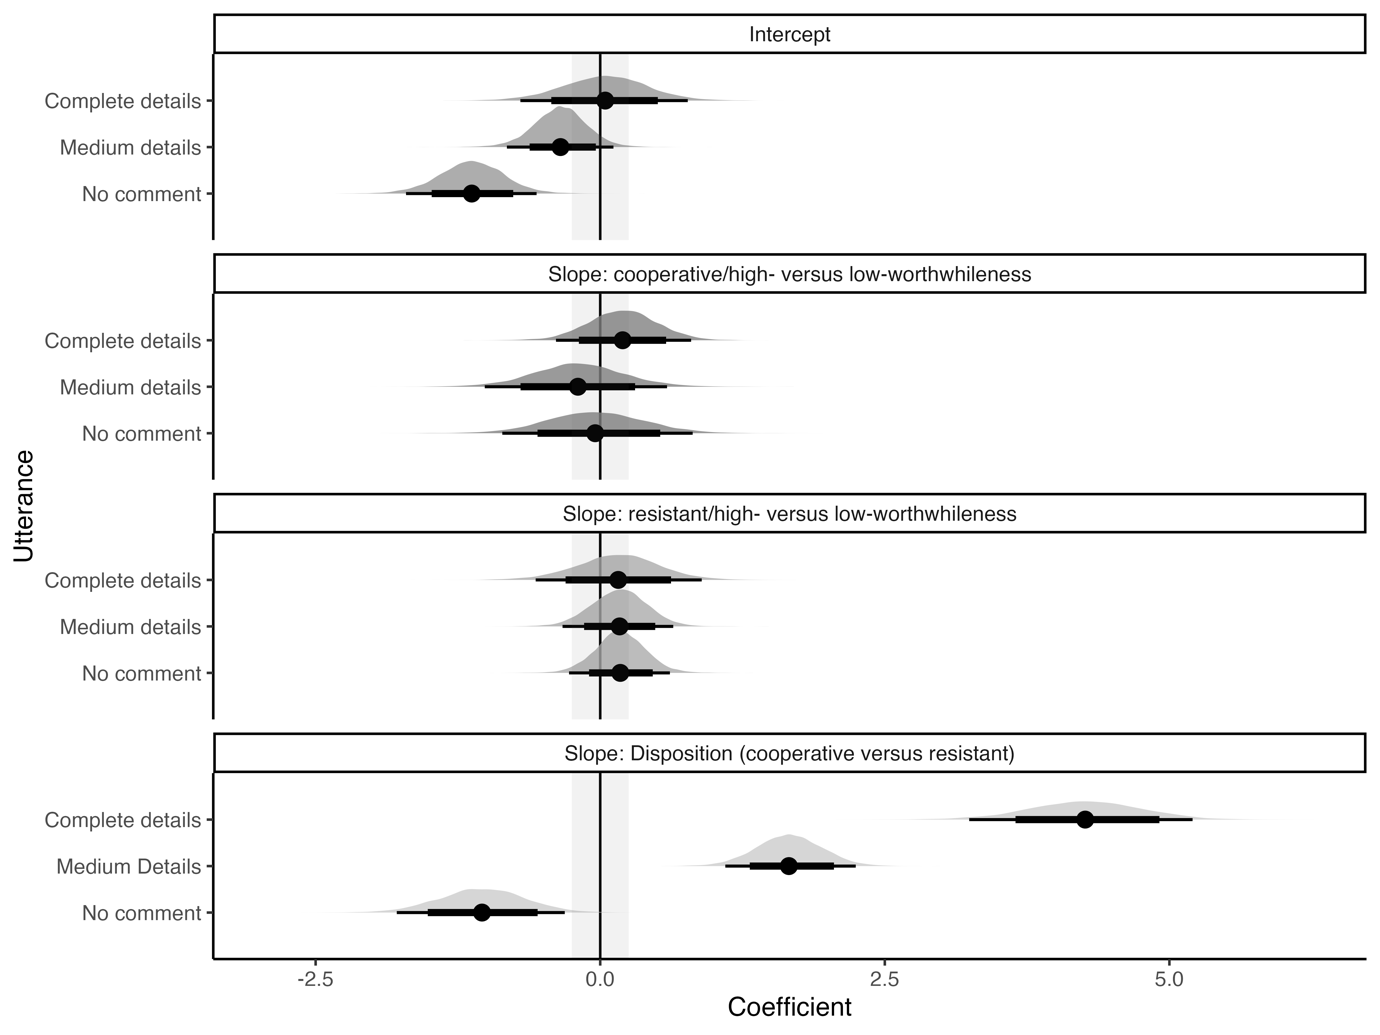 Intercept
Complete details
Medium details
No comment
Slope: cooperative/high- versus low-worthwhileness
Complete details
Medium details
No comment
Utterance
Slope: resistant/high- versus low-worthwhileness
Complete details
Medium details
No comment
Slope: Disposition (cooperative versus resistant)
Complete details
Medium Details
No comment
-2.5 0.0 2.5 5.0
Coefficient